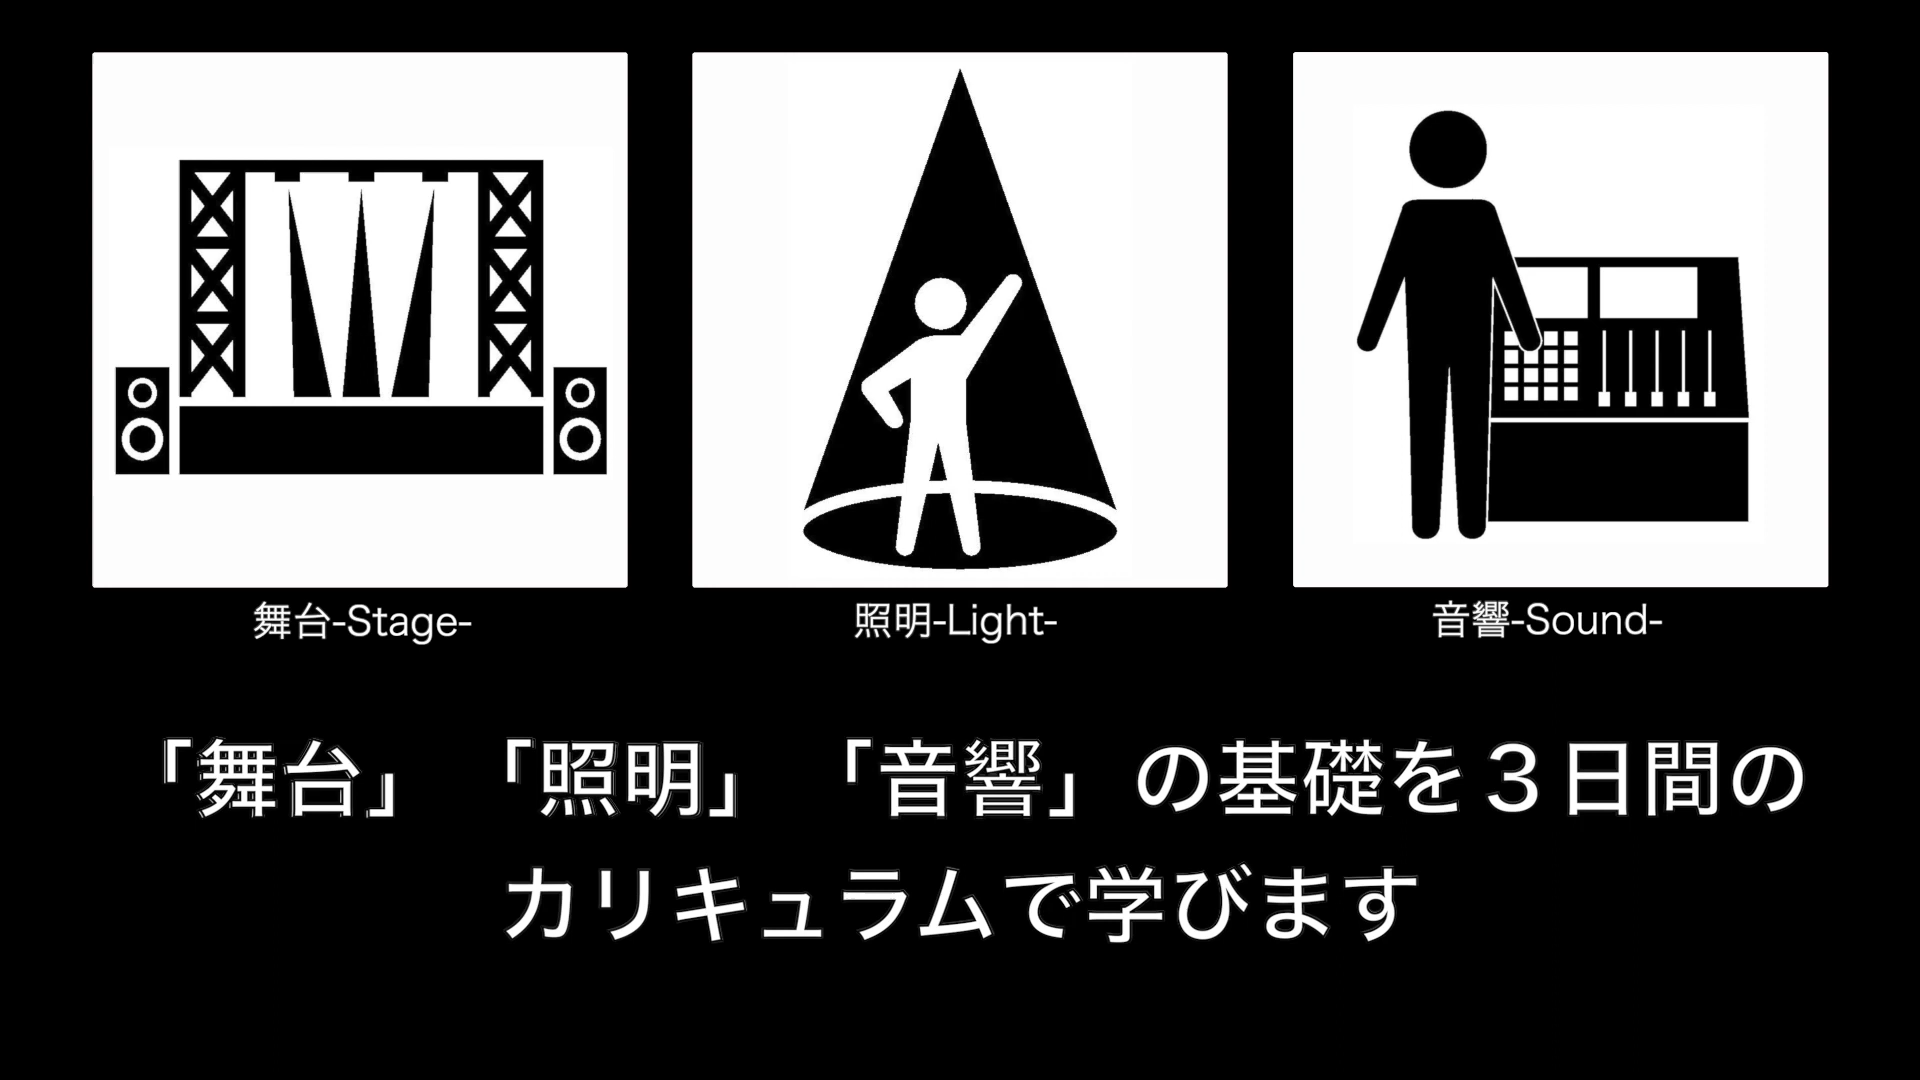 舞台-Stage-
照明-Light-
音響-Sound-
「舞台」「照明」「音響」の基礎を３日間の
カリキュラムで学びます